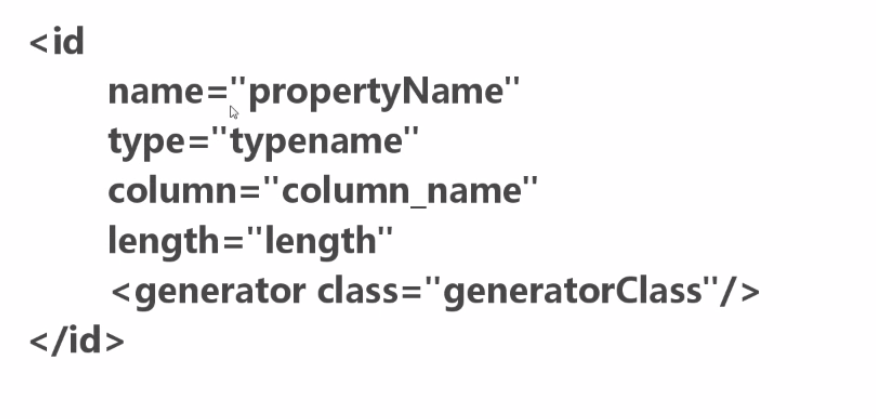 <id
name="propertyName"
type="typename"
column="column_name"
length="length"
<generator class="generatorClass"/>
</id>